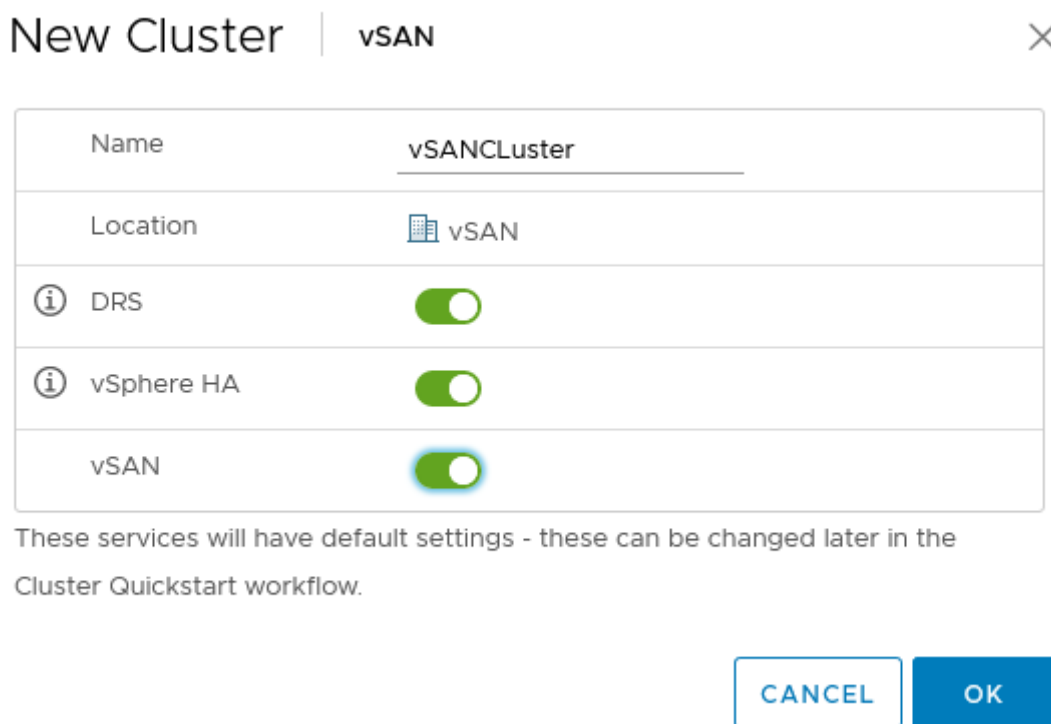 New Cluster vSAN
Name vSANCLuster
Location vSAN
DRS
vSphere HA
vSAN
These services will have default settings - these can be changed later in the
Cluster Quickstart workflow.
CANCEL OK